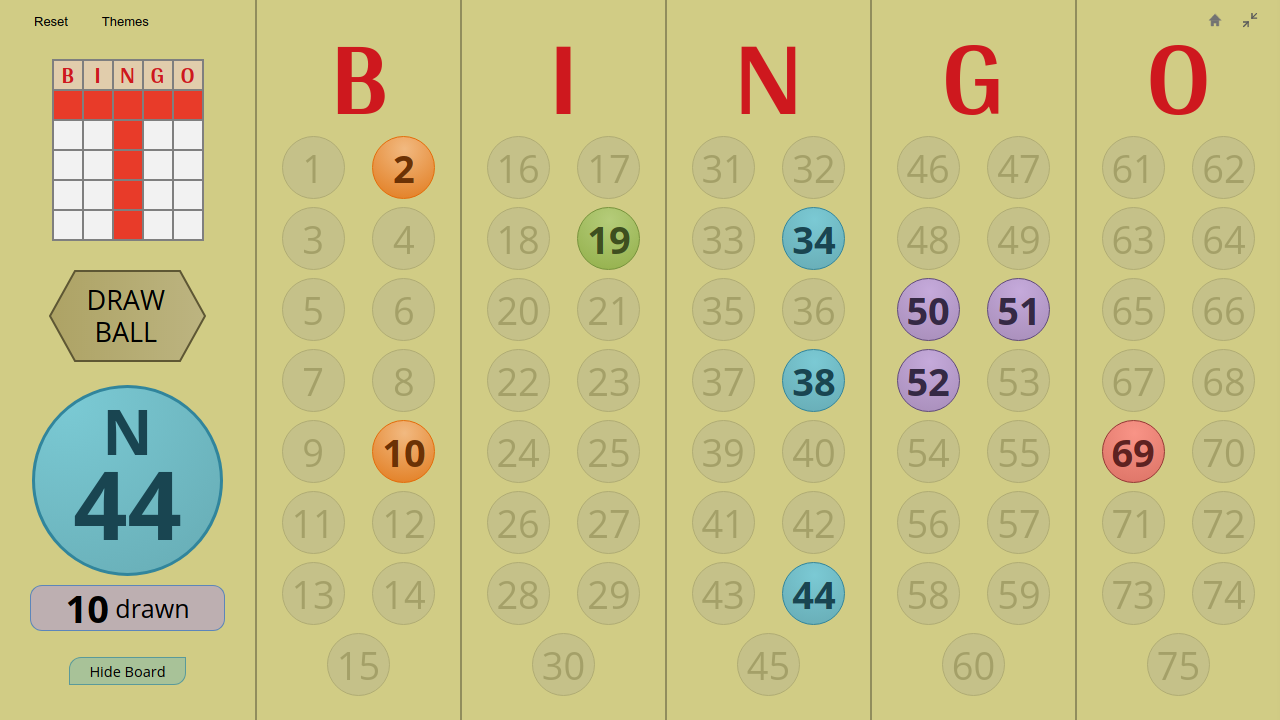 Reset Themes
B I N G O
DRAW
BALL
N
44
10 drawn
Hide Board
B I N G O
1 2 16 17 31 32 46 47 61 62
3 4 18 19 33 34 48 49 63 64
5 6 20 21 35 36 50 51 65 66
7 8 22 23 37 38 52 53 67 68
9 10 24 25 39 40 54 55 69 70
11 12 26 27 41 42 56 57 71 72
13 14 28 29 43 44 58 59 73 74
15 30 45 60 75